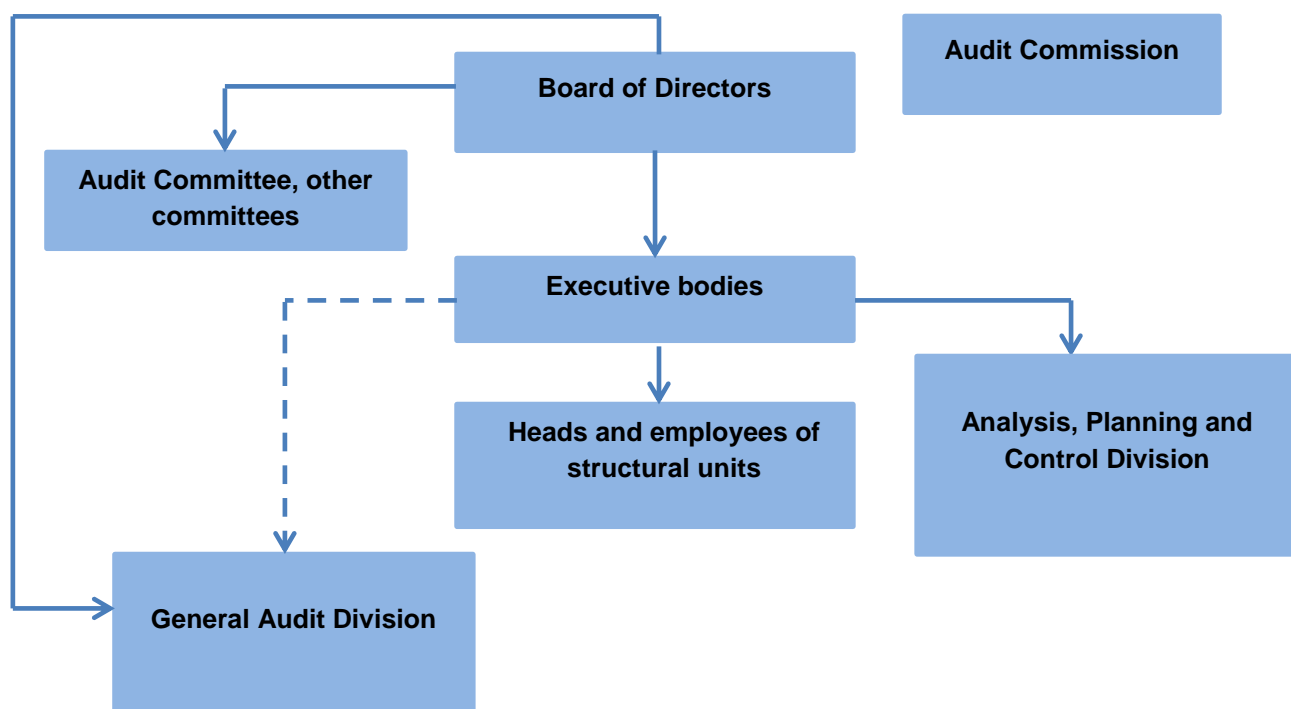 Audit Commission
Board of Directors
Audit Committee, other
committees
Executive bodies
Heads and employees of
structural units
Analysis, Planning and
Control Division
General Audit Division